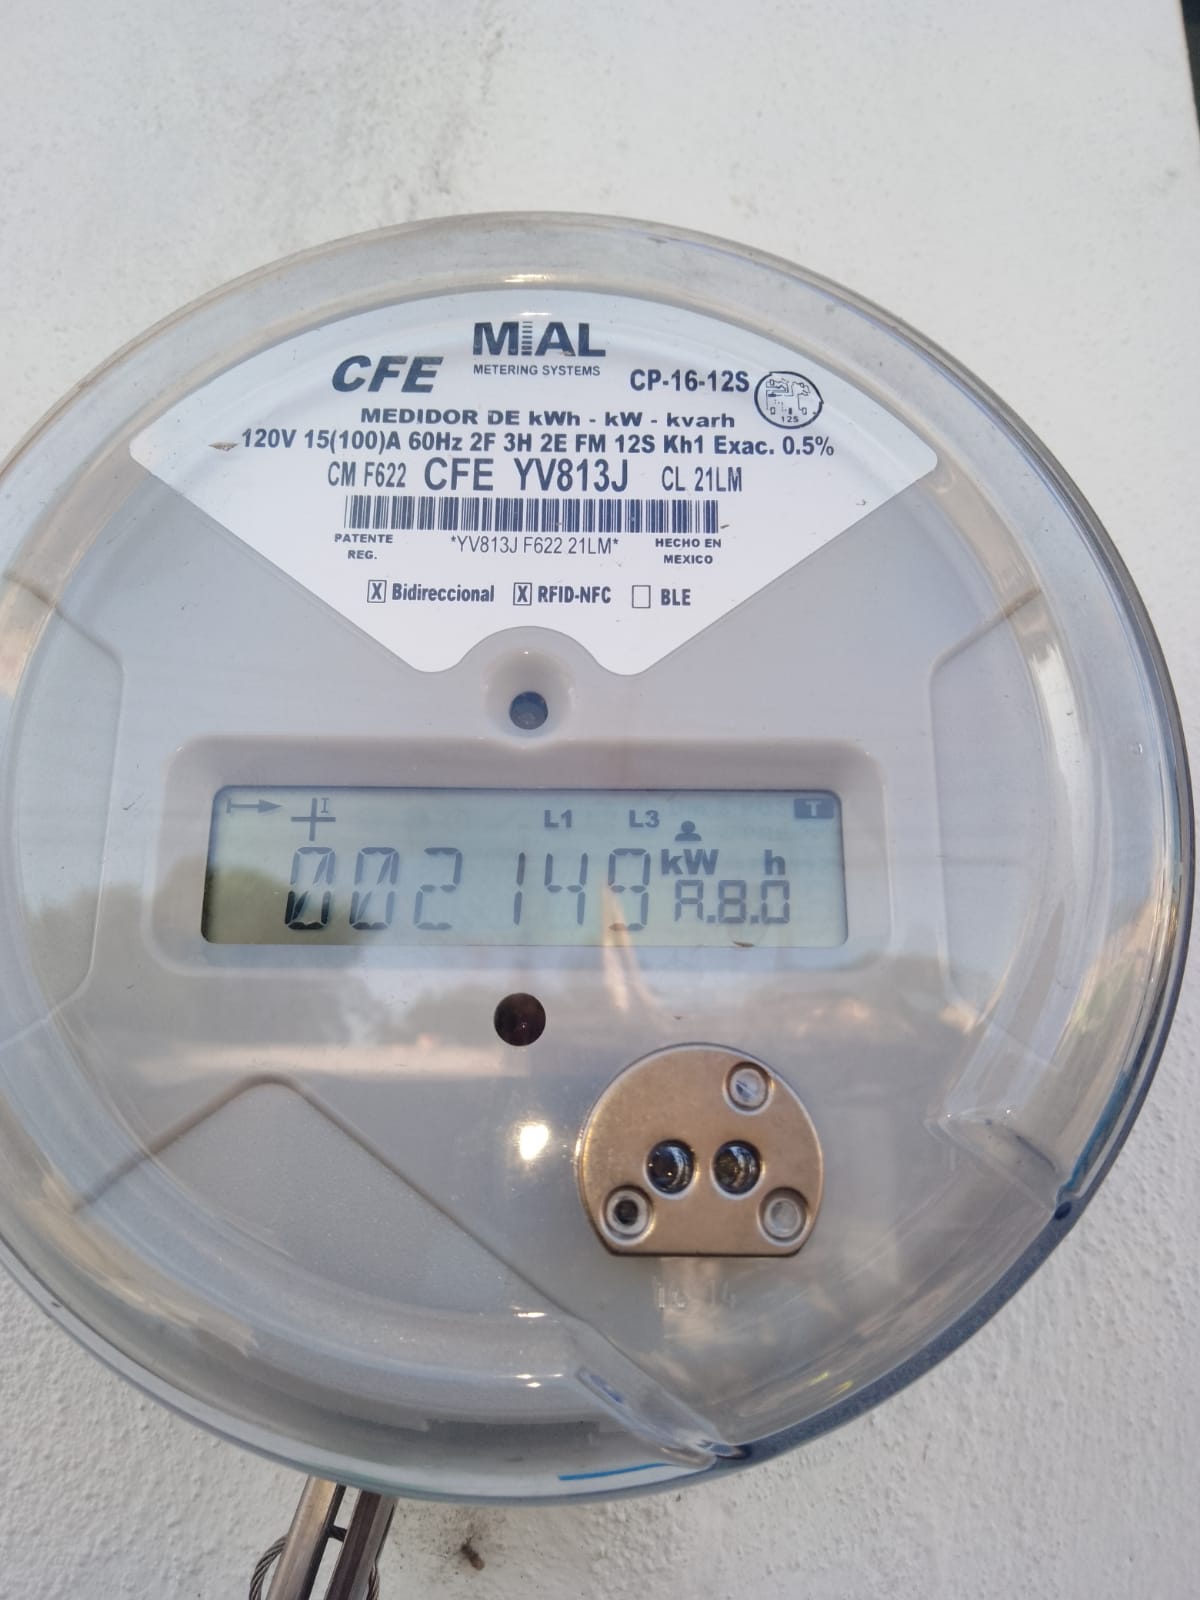 MIAL
METERING SYSTEMS
CFE
CP-16-12S
12S
MEDIDOR DE kWh - kW - kvarh
120V 15(100)A 60Hz 2F 3H 2E FM 12S Kh1 Exac. 0.5%
CM F622 CFE YV813J CL 21LM
PATENTE REG.
*YV813J F622 21LM*
HECHO EN MEXICO
X Bidireccional X RFID-NFC BLE
I L1 L3 T
002149 kW h
A.8.0